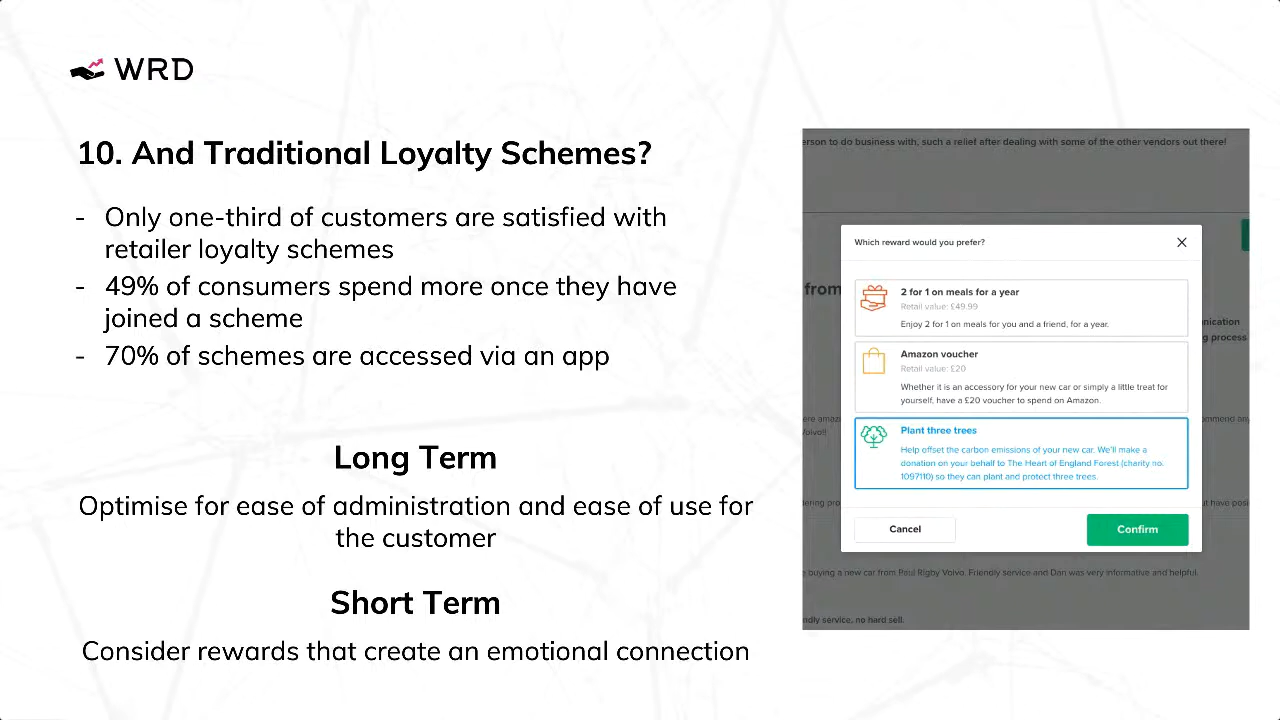 WRD
10. And Traditional Loyalty Schemes?
- Only one-third of customers are satisfied with
retailer loyalty schemes
- 49% of consumers spend more once they have
joined a scheme
- 70% of schemes are accessed via an app
Long Term
Optimise for ease of administration and ease of use for
the customer
Short Term
Consider rewards that create an emotional connection
erson to do business with, such a relief after dealing with some of the other vendors out there!
Which reward would you prefer?
from
2 for 1 on meals for a year
Retail value: £49.99
Enjoy 2 for 1 on meals for you and a friend, for a year.
nication
g process
Amazon voucher
Retail value: £20
Whether it is an accessory for your new car or simply a little treat for
yourself, have a £20 voucher to spend on Amazon.
Plant three trees
Help offset the carbon emissions of your new car. We'll make a
donation on your behalf to The Heart of England Forest (charity no.
1097110) so they can plant and protect three trees.
Cancel
Confirm
buying a new car from Paul Rigby Volvo. Friendly service and Dan was very informative and helpful.
ndly service, no hard sell.